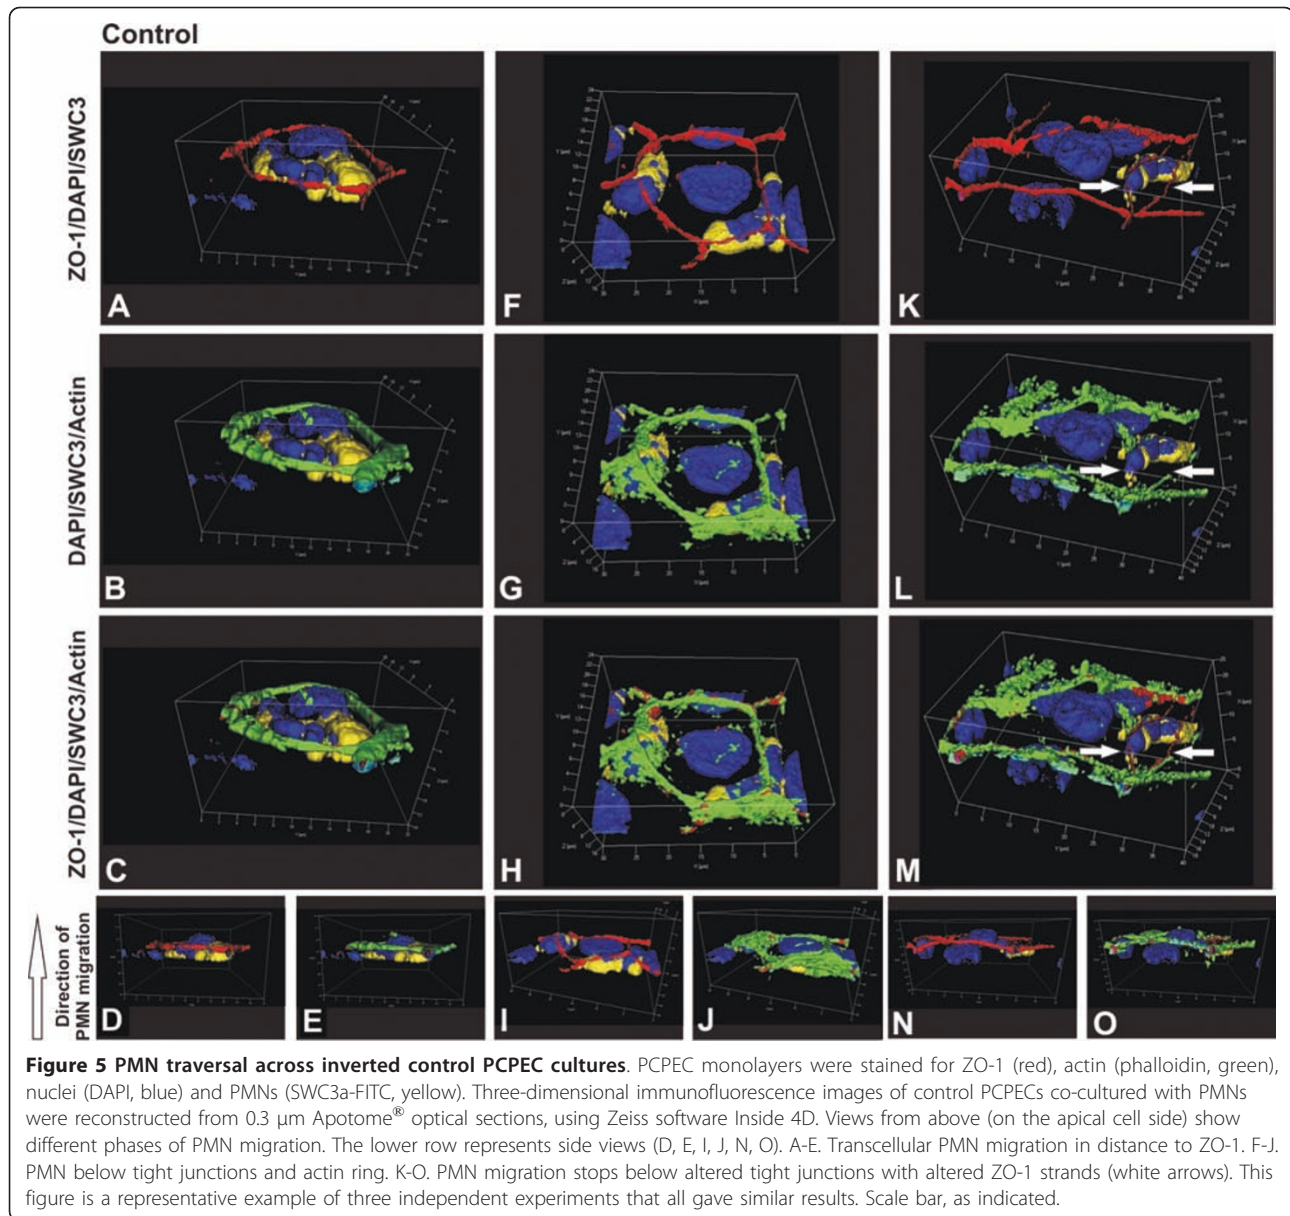 Control
ZO-1/DAPI/SWC3
A
F
K
DAPI/SWC3/Actin
B
G
L
ZO-1/DAPI/SWC3/Actin
C
H
M
Direction of
PMN migration
D
E
I
J
N
O
Figure 5 PMN traversal across inverted control PCPEC cultures. PCPEC monolayers were stained for ZO-1 (red), actin (phalloidin, green),
nuclei (DAPI, blue) and PMNs (SWC3a-FITC, yellow). Three-dimensional immunofluorescence images of control PCPECs co-cultured with PMNs
were reconstructed from 0.3 μm Apotome® optical sections, using Zeiss software Inside 4D. Views from above (on the apical cell side) show
different phases of PMN migration. The lower row represents side views (D, E, I, J, N, O). A-E. Transcellular PMN migration in distance to ZO-1. F-J.
PMN below tight junctions and actin ring. K-O. PMN migration stops below altered tight junctions with altered ZO-1 strands (white arrows). This
figure is a representative example of three independent experiments that all gave similar results. Scale bar, as indicated.